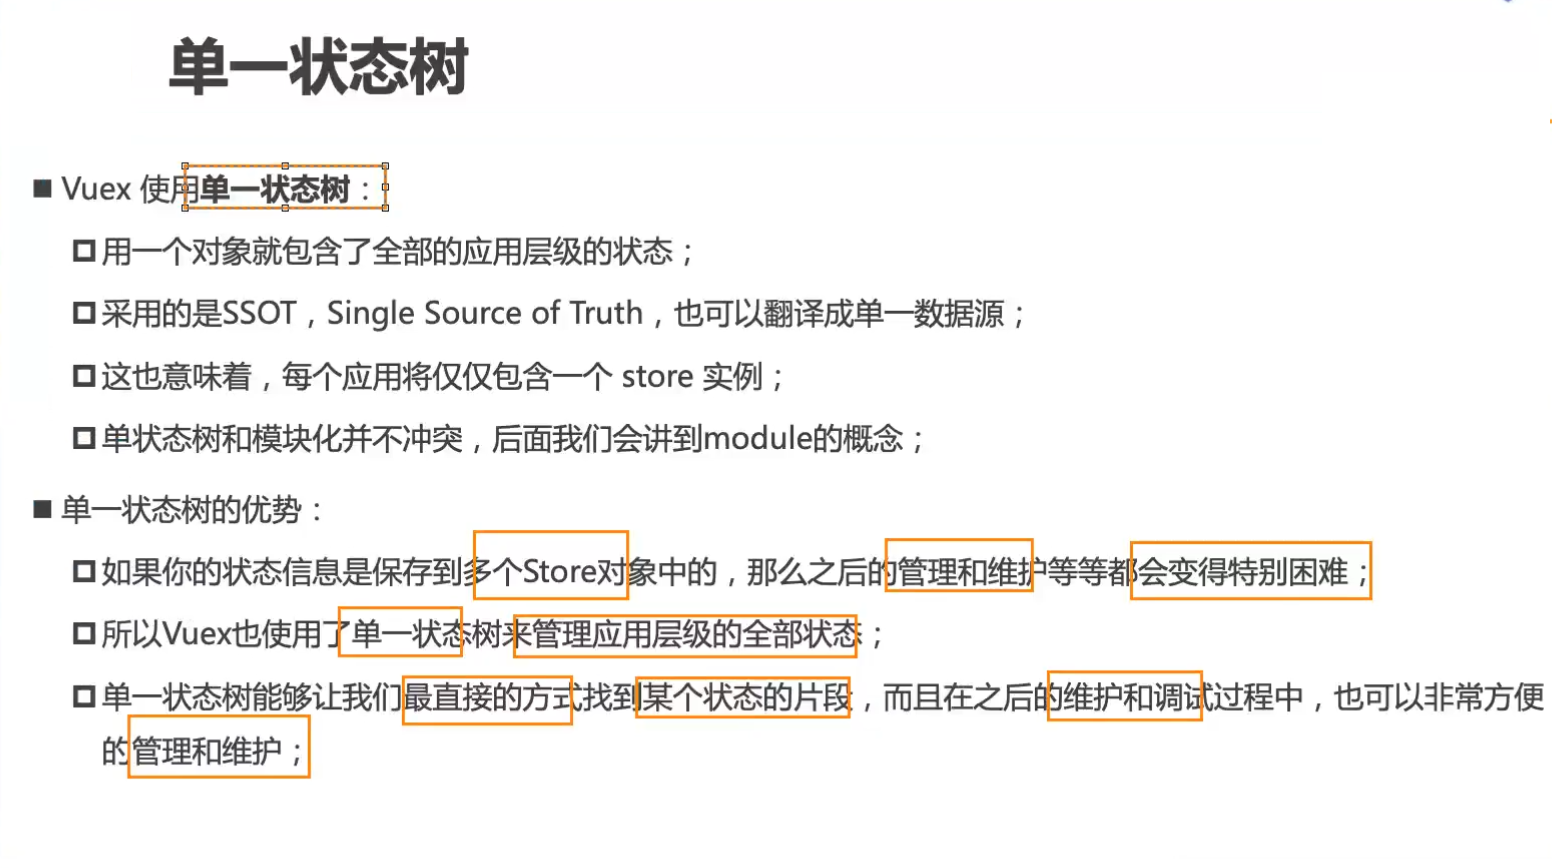 单一状态树
■ Vuex 使用单一状态树：
用一个对象就包含了全部的应用层级的状态；
采用的是SSOT，Single Source of Truth，也可以翻译成单一数据源；
这也意味着，每个应用将仅仅包含一个 store 实例；
单状态树和模块化并不冲突，后面我们会讲到module的概念；
■ 单一状态树的优势：
如果你的状态信息是保存到多个Store对象中的，那么之后的管理和维护等等都会变得特别困难；
所以Vuex也使用了单一状态树来管理应用层级的全部状态；
单一状态树能够让我们最直接的方式找到某个状态的片段，而且在之后的维护和调试过程中，也可以非常方便
的管理和维护；